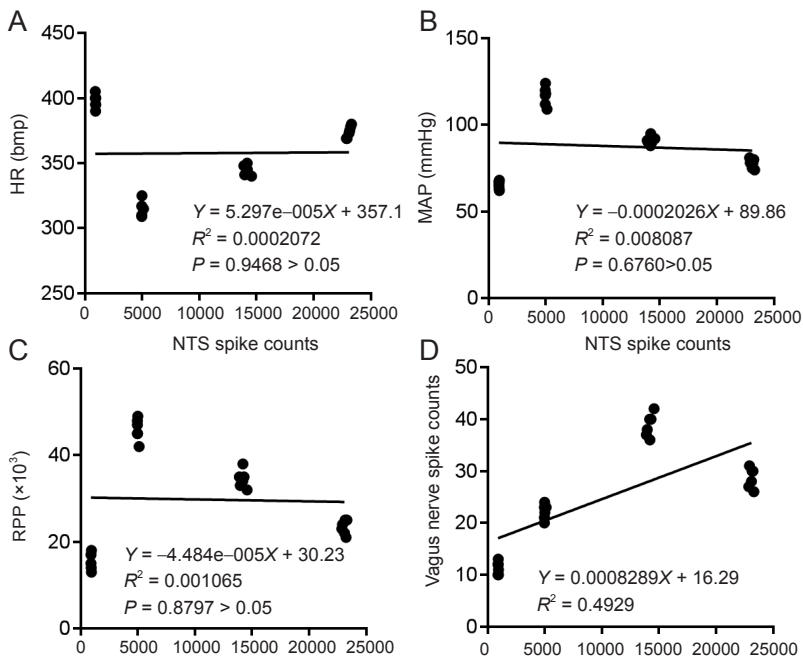 A
HR (bmp)
450
400
350
300
250
Y = 5.297e–005X + 357.1
R² = 0.0002072
P = 0.9468 > 0.05
0 5000 10000 15000 20000 25000
NTS spike counts
B
MAP (mmHg)
150
100
50
0
Y = –0.0002026X + 89.86
R² = 0.008087
P = 0.6760>0.05
0 5000 10000 15000 20000 25000
NTS spike counts
C
RPP (×10³)
60
40
20
0
Y = –4.484e–005X + 30.23
R² = 0.001065
P = 0.8797 > 0.05
0 5000 10000 15000 20000 25000
D
Vagus nerve spike counts
50
40
30
20
10
0
Y = 0.0008289X + 16.29
R² = 0.4929
0 5000 10000 15000 20000 25000